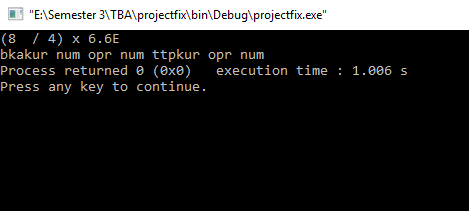 "E:\Semester 3\TBA\projectfix\bin\Debug\projectfix.exe"
(8  / 4) x 6.6E
bkakur num opr num ttpkur opr num
Process returned 0 (0x0)   execution time : 1.006 s
Press any key to continue.